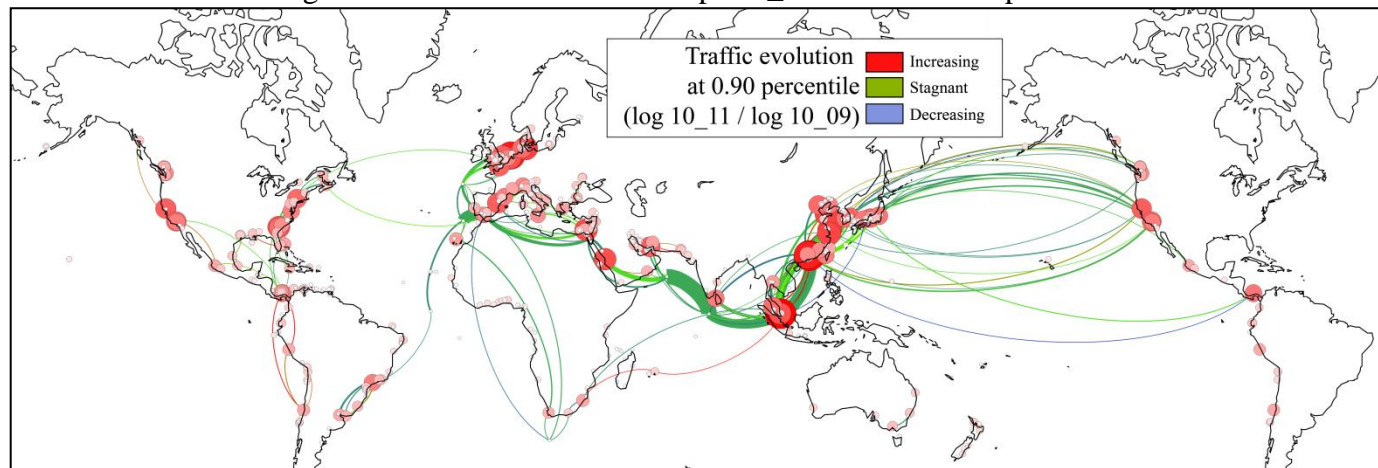 Traffic evolution
at 0.90 percentile
(log 10_11 / log 10_09)
Increasing
Stagnant
Decreasing